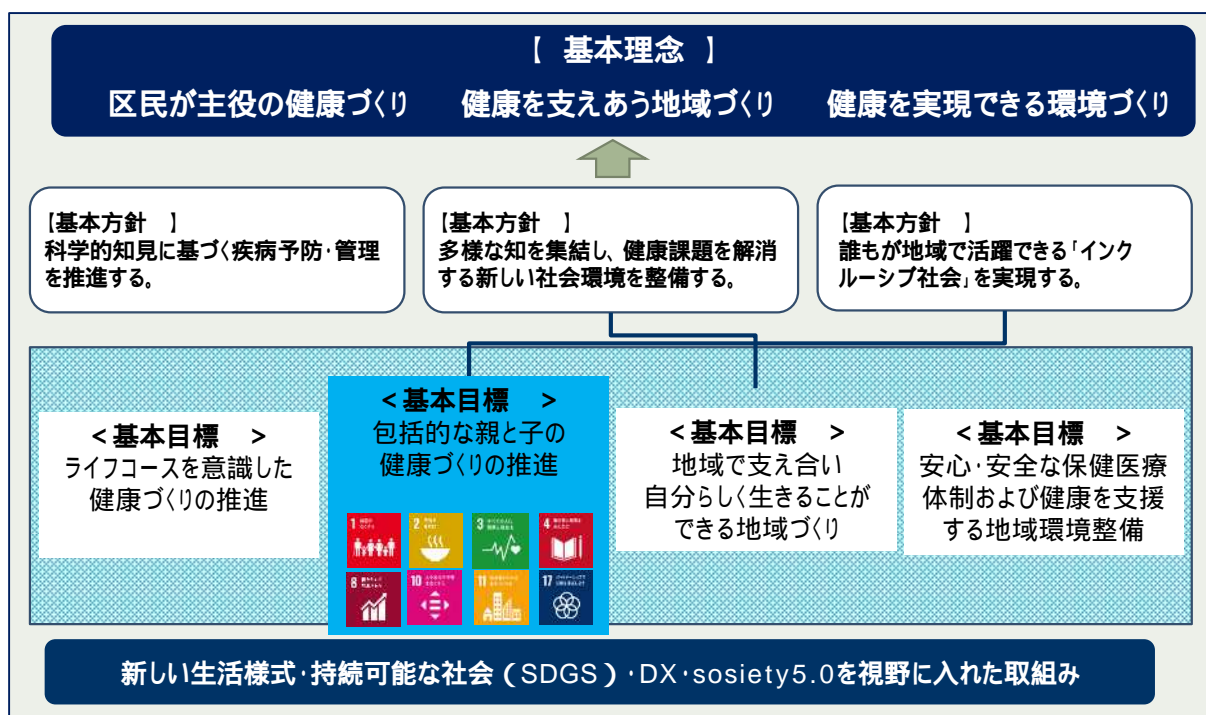 【 基本理念 】
区民が主役の健康づくり 健康を支えあう地域づくり 健康を実現できる環境づくり
【基本方針 】
科学的知見に基づく疾病予防・管理
を推進する。
【基本方針 】
多様な知を集結し、健康課題を解消
する新しい社会環境を整備する。
【基本方針 】
誰もが地域で活躍できる「インク
ルーシブ社会」を実現する。
<基本目標 >
ライフコースを意識した
健康づくりの推進
<基本目標 >
包括的な親と子の
健康づくりの推進
1
2
3
4
8
10
11
17
<基本目標 >
地域で支え合い
自分らしく生きることが
できる地域づくり
<基本目標 >
安心・安全な保健医療
体制および健康を支援
する地域環境整備
新しい生活様式・持続可能な社会(SDGS)・DX・sosiety5.0を視野に入れた取組み